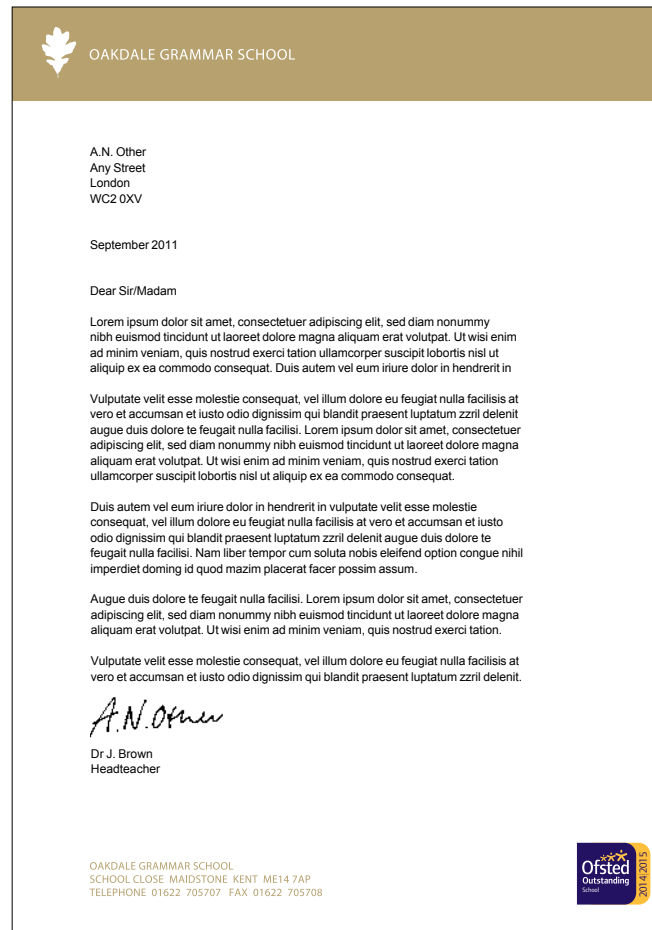 OAKDALE GRAMMAR SCHOOL
A.N. Other
Any Street
London
WC2 0XV
September 2011
Dear Sir/Madam
Lorem ipsum dolor sit amet, consectetuer adipiscing elit, sed diam nonummy
nibh euismod tincidunt ut laoreet dolore magna aliquam erat volutpat. Ut wisi enim
ad minim veniam, quis nostrud exerci tation ullamcorper suscipit lobortis nisl ut
aliquip ex ea commodo consequat. Duis autem vel eum iriure dolor in hendrerit in
Vulputate velit esse molestie consequat, vel illum dolore eu feugiat nulla facilisis at
vero et accumsan et iusto odio dignissim qui blandit praesent luptatum zzril delenit
augue duis dolore te feugait nulla facilisi. Lorem ipsum dolor sit amet, consectetuer
adipiscing elit, sed diam nonummy nibh euismod tincidunt ut laoreet dolore magna
aliquam erat volutpat. Ut wisi enim ad minim veniam, quis nostrud exerci tation
ullamcorper suscipit lobortis nisl ut aliquip ex ea commodo consequat.
Duis autem vel eum iriure dolor in hendrerit in vulputate velit esse molestie
consequat, vel illum dolore eu feugiat nulla facilisis at vero et accumsan et iusto
odio dignissim qui blandit praesent luptatum zzril delenit augue duis dolore te
feugait nulla facilisi. Nam liber tempor cum soluta nobis eleifend option congue nihil
imperdiet doming id quod mazim placerat facer possim assum.
Augue duis dolore te feugait nulla facilisi. Lorem ipsum dolor sit amet, consectetuer
adipiscing elit, sed diam nonummy nibh euismod tincidunt ut laoreet dolore magna
aliquam erat volutpat. Ut wisi enim ad minim veniam, quis nostrud exerci tation.
Vulputate velit esse molestie consequat, vel illum dolore eu feugiat nulla facilisis at
vero et accumsan et iusto odio dignissim qui blandit praesent luptatum zzril delenit.
A.N. Other
Dr J. Brown
Headteacher
OAKDALE GRAMMAR SCHOOL
SCHOOL CLOSE MAIDSTONE KENT ME14 7AP
TELEPHONE 01622 705707 FAX 01622 705708
Ofsted
Outstanding
School
2014|2015